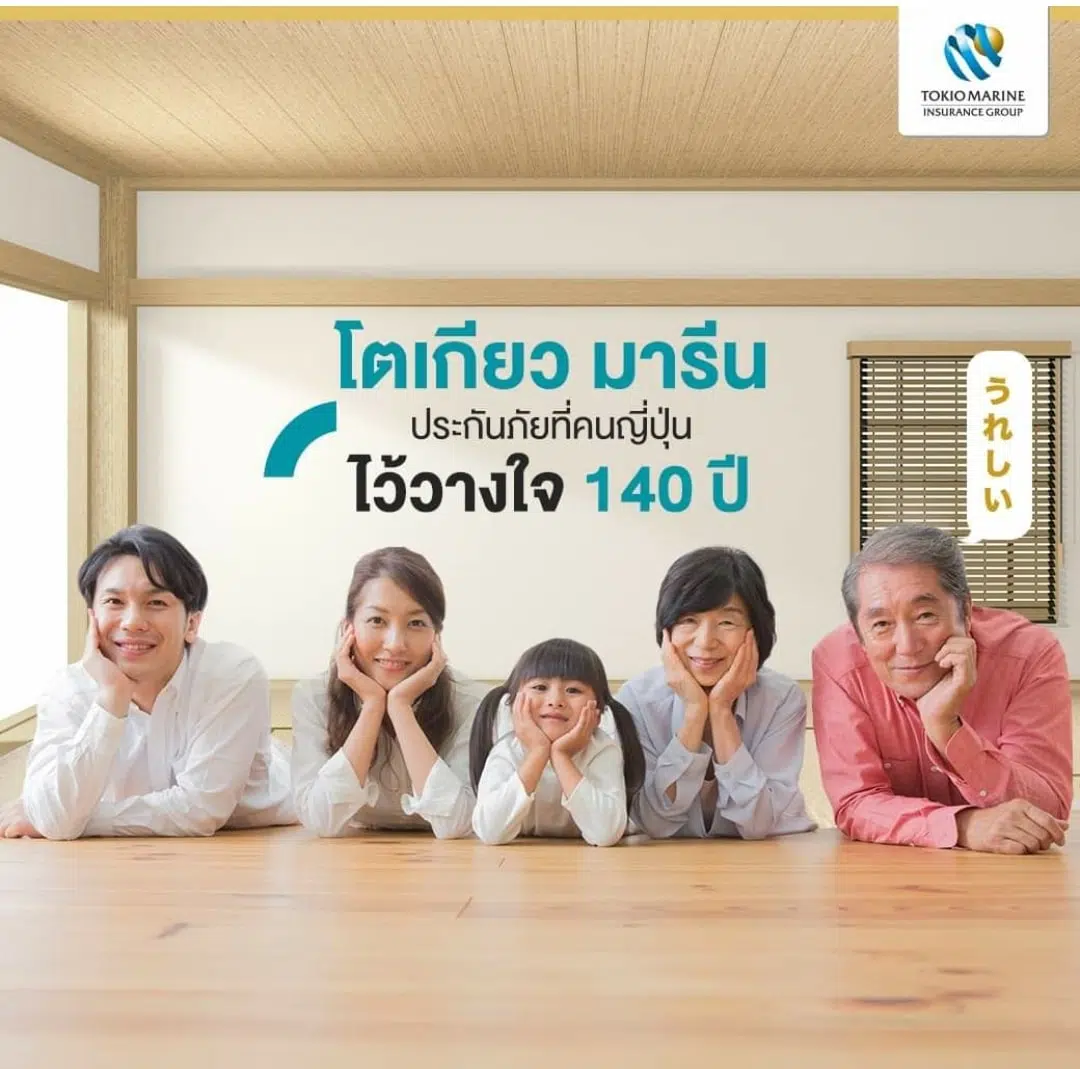 TOKIO MARINE
INSURANCE GROUP
โตเกียว มารีน
ประกันภัยที่คนญี่ปุ่น
ไว้วางใจ 140 ปี
うれしい